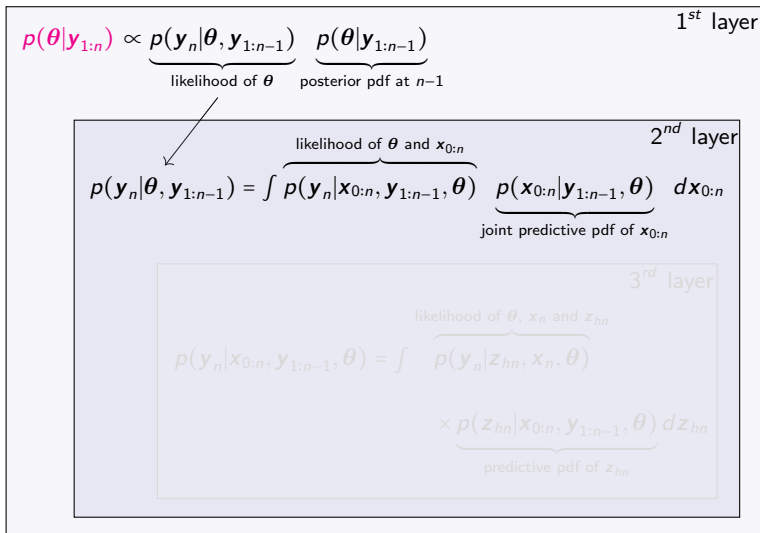 1st layer
p(θ|y1:n) ∝ p(yn|θ, y1:n−1) p(θ|y1:n−1)
likelihood of θ posterior pdf at n−1
2nd layer
likelihood of θ and x0:n
p(yn|θ, y1:n−1) = ∫ p(yn|x0:n, y1:n−1, θ) p(x0:n|y1:n−1, θ) dx0:n
joint predictive pdf of x0:n
3rd layer
likelihood of θ, xn and zhn
p(yn|x0:n, y1:n−1, θ) = ∫ p(yn|zhn, xn, θ)
× p(zhn|x0:n, y1:n−1, θ) dzhn
predictive pdf of zhn